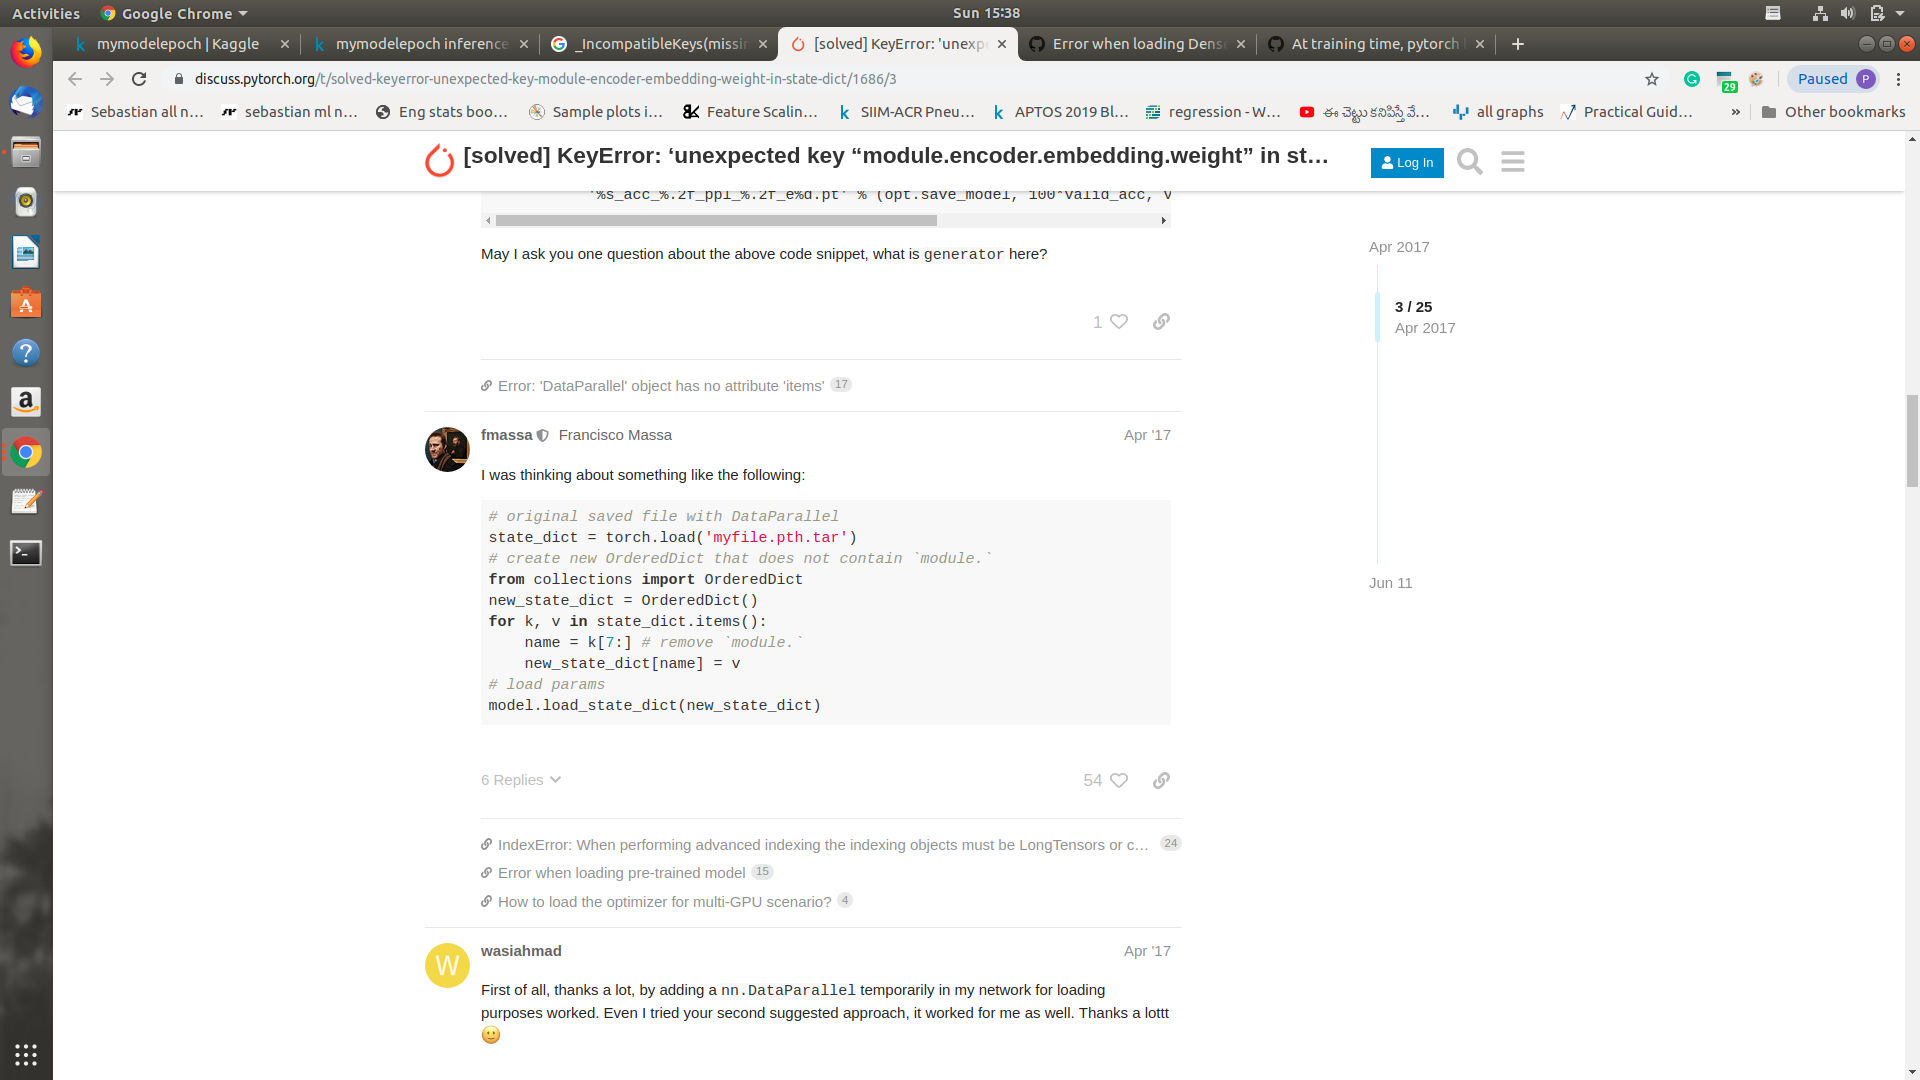 Activities
Google Chrome
Sun 15:38
mymodelepoch | Kaggle
mymodelepoch inference
_IncompatibleKeys(missin
[solved] KeyError: 'unexpe
Error when loading Dense
At training time, pytorch
discuss.pytorch.org/t/solved-keyerror-unexpected-key-module-encoder-embedding-weight-in-state-dict/1686/3
29
Paused
P
Sebastian all n…
sebastian ml n…
Eng stats boo…
Sample plots i…
Feature Scalin…
SIIM-ACR Pneu…
APTOS 2019 Bl…
regression - W…
ఈ చెట్టు కనిపిస్తే వే…
all graphs
Practical Guid…
»
Other bookmarks
[solved] KeyError: ‘unexpected key “module.encoder.embedding.weight” in st…
Log In
'%s_acc_%.2f_ppl_%.2f_e%d.pt' % (opt.save_model, 100*valid_acc, v
May I ask you one question about the above code snippet, what is generator here?
1
Error: 'DataParallel' object has no attribute 'items' 17
fmassa Francisco Massa
Apr '17
I was thinking about something like the following:
# original saved file with DataParallel
state_dict = torch.load('myfile.pth.tar')
# create new OrderedDict that does not contain `module.`
from collections import OrderedDict
new_state_dict = OrderedDict()
for k, v in state_dict.items():
    name = k[7:] # remove `module.`
    new_state_dict[name] = v
# load params
model.load_state_dict(new_state_dict)
6 Replies
54
IndexError: When performing advanced indexing the indexing objects must be LongTensors or c… 24
Error when loading pre-trained model 15
How to load the optimizer for multi-GPU scenario? 4
W
wasiahmad
Apr '17
First of all, thanks a lot, by adding a nn.DataParallel temporarily in my network for loading
purposes worked. Even I tried your second suggested approach, it worked for me as well. Thanks a lottt
Apr 2017
3 / 25
Apr 2017
Jun 11